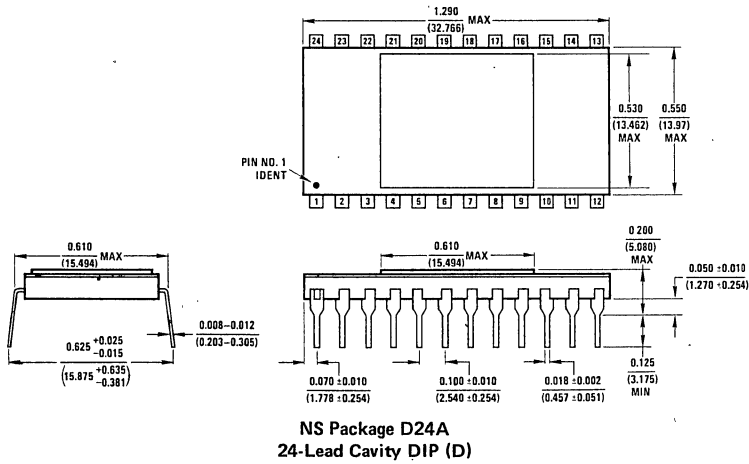 1.290
(32.766) MAX
24 23 22 21 20 19 18 17 16 15 14 13
0.530
(13.462)
MAX
0.550
(13.97)
MAX
PIN NO. 1
IDENT
1 2 3 4 5 6 7 8 9 10 11 12
0.610
(15.494) MAX
0.610
(15.494) MAX
0.200
(5.080)
MAX
0.050 ±0.010
(1.270 ±0.254)
0.008–0.012
(0.203–0.305)
0.625 +0.025
-0.015
(15.875 +0.635
-0.381)
0.125
(3.175)
MIN
0.070 ±0.010
(1.778 ±0.254)
0.100 ±0.010
(2.540 ±0.254)
0.018 ±0.002
(0.457 ±0.051)
NS Package D24A
24-Lead Cavity DIP (D)